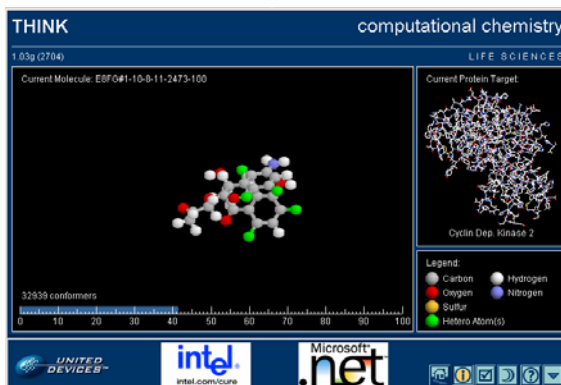 THINK
computational chemistry
1.03g (2704)
LIFE SCIENCES
Current Molecule: E8FG#1-10-8-11-2473-100
Current Protein Target:
Cyclin Dep. Kinase 2
Legend:
Carbon Hydrogen
Oxygen Nitrogen
Sulfur
Hetero Atom(s)
32939 conformers
0 10 20 30 40 50 60 70 80 90 100
UNITED
DEVICES™
intel.
intel.com/cure
Microsoft
.net